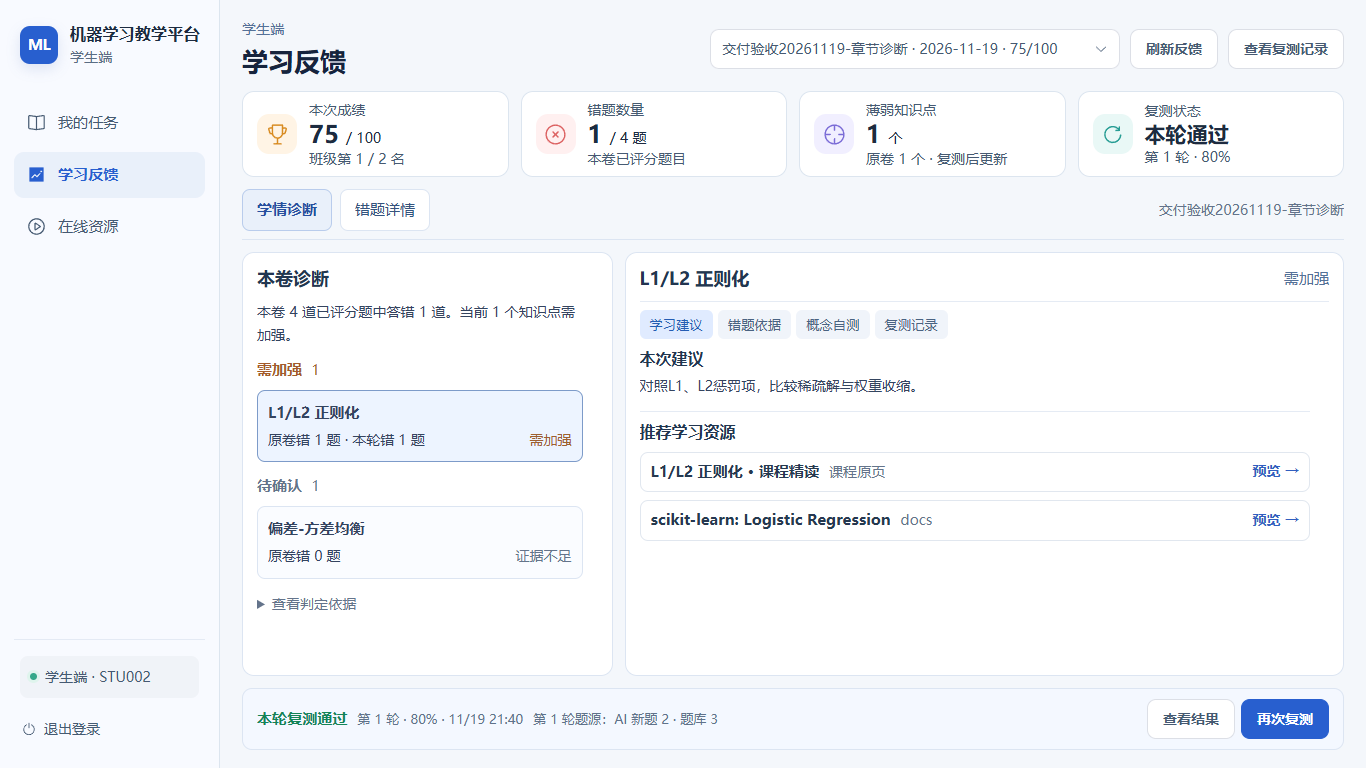 ML
机器学习教学平台
学生端
我的任务
学习反馈
在线资源
学生端 · STU002
退出登录
学生端
学习反馈
交付验收20261119-章节诊断 · 2026-11-19 · 75/100
刷新反馈
查看复测记录
本次成绩
75 / 100
班级第 1 / 2 名
错题数量
1 / 4 题
本卷已评分题目
薄弱知识点
1 个
原卷 1 个 · 复测后更新
复测状态
本轮通过
第 1 轮 · 80%
学情诊断
错题详情
交付验收20261119-章节诊断
本卷诊断
本卷 4 道已评分题中答错 1 道。当前 1 个知识点需
加强。
需加强 1
L1/L2 正则化
原卷错 1 题 · 本轮错 1 题
需加强
待确认 1
偏差-方差均衡
原卷错 0 题
证据不足
▶ 查看判定依据
L1/L2 正则化
需加强
学习建议
错题依据
概念自测
复测记录
本次建议
对照L1、L2惩罚项，比较稀疏解与权重收缩。
推荐学习资源
L1/L2 正则化 • 课程精读 课程原页
预览 →
scikit-learn: Logistic Regression docs
预览 →
本轮复测通过 第 1 轮 · 80% · 11/19 21:40 第 1 轮题源：AI 新题 2 · 题库 3
查看结果
再次复测